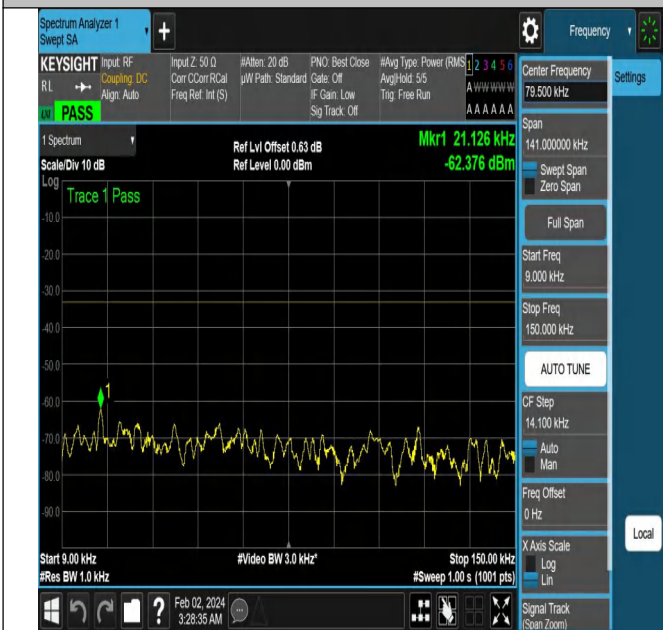 Spectrum Analyzer 1
Swept SA
Frequency
KEYSIGHT
RL
PASS
Input: RF
Coupling: DC
Align: Auto
Input Z: 50 Ω
Corr CCorr RCal
Freq Ref: Int (S)
#Atten: 20 dB
µW Path: Standard
PNO: Best Close
Gate: Off
IF Gain: Low
Sig Track: Off
#Avg Type: Power (RMS
Avg|Hold: 5/5
Trig: Free Run
1 2 3 4 5 6
A W W W W W
A A A A A A
1 Spectrum
Scale/Div 10 dB
Log
Ref Lvl Offset 0.63 dB
Ref Level 0.00 dBm
Mkr1 21.126 kHz
-62.376 dBm
Trace 1 Pass
-10.0
-20.0
-30.0
-40.0
-50.0
-60.0
-70.0
-80.0
-90.0
1
Start 9.00 kHz
#Res BW 1.0 kHz
#Video BW 3.0 kHz*
Stop 150.00 kHz
#Sweep 1.00 s (1001 pts)
?
Feb 02, 2024
3:28:35 AM
Center Frequency
79.500 kHz
Settings
Span
141.000000 kHz
Swept Span
Zero Span
Full Span
Start Freq
9.000 kHz
Stop Freq
150.000 kHz
AUTO TUNE
CF Step
14.100 kHz
Auto
Man
Freq Offset
0 Hz
X Axis Scale
Log
Lin
Local
Signal Track
(Span Zoom)